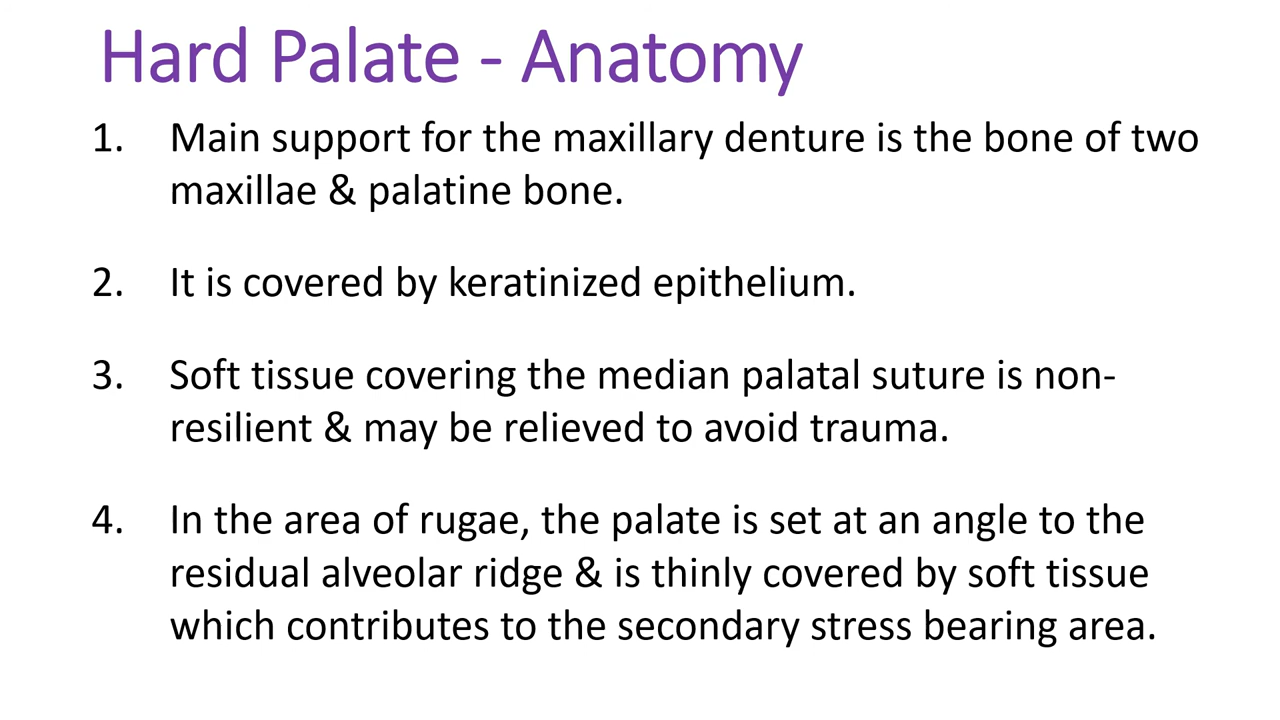 Hard Palate - Anatomy
1. Main support for the maxillary denture is the bone of two
maxillae & palatine bone.
2. It is covered by keratinized epithelium.
3. Soft tissue covering the median palatal suture is non-
resilient & may be relieved to avoid trauma.
4. In the area of rugae, the palate is set at an angle to the
residual alveolar ridge & is thinly covered by soft tissue
which contributes to the secondary stress bearing area.